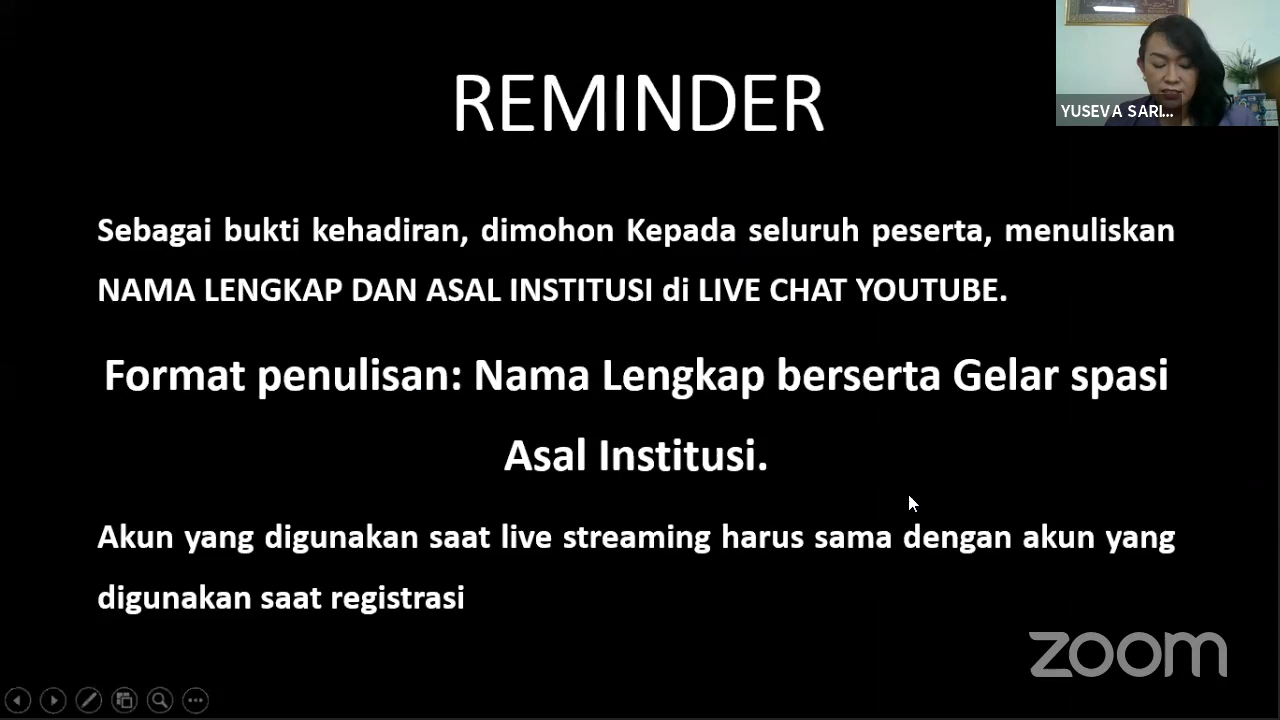 REMINDER
YUSEVA SARI...
Sebagai bukti kehadiran, dimohon Kepada seluruh peserta, menuliskan
NAMA LENGKAP DAN ASAL INSTITUSI di LIVE CHAT YOUTUBE.
Format penulisan: Nama Lengkap berserta Gelar spasi
Asal Institusi.
Akun yang digunakan saat live streaming harus sama dengan akun yang
digunakan saat registrasi
zoom